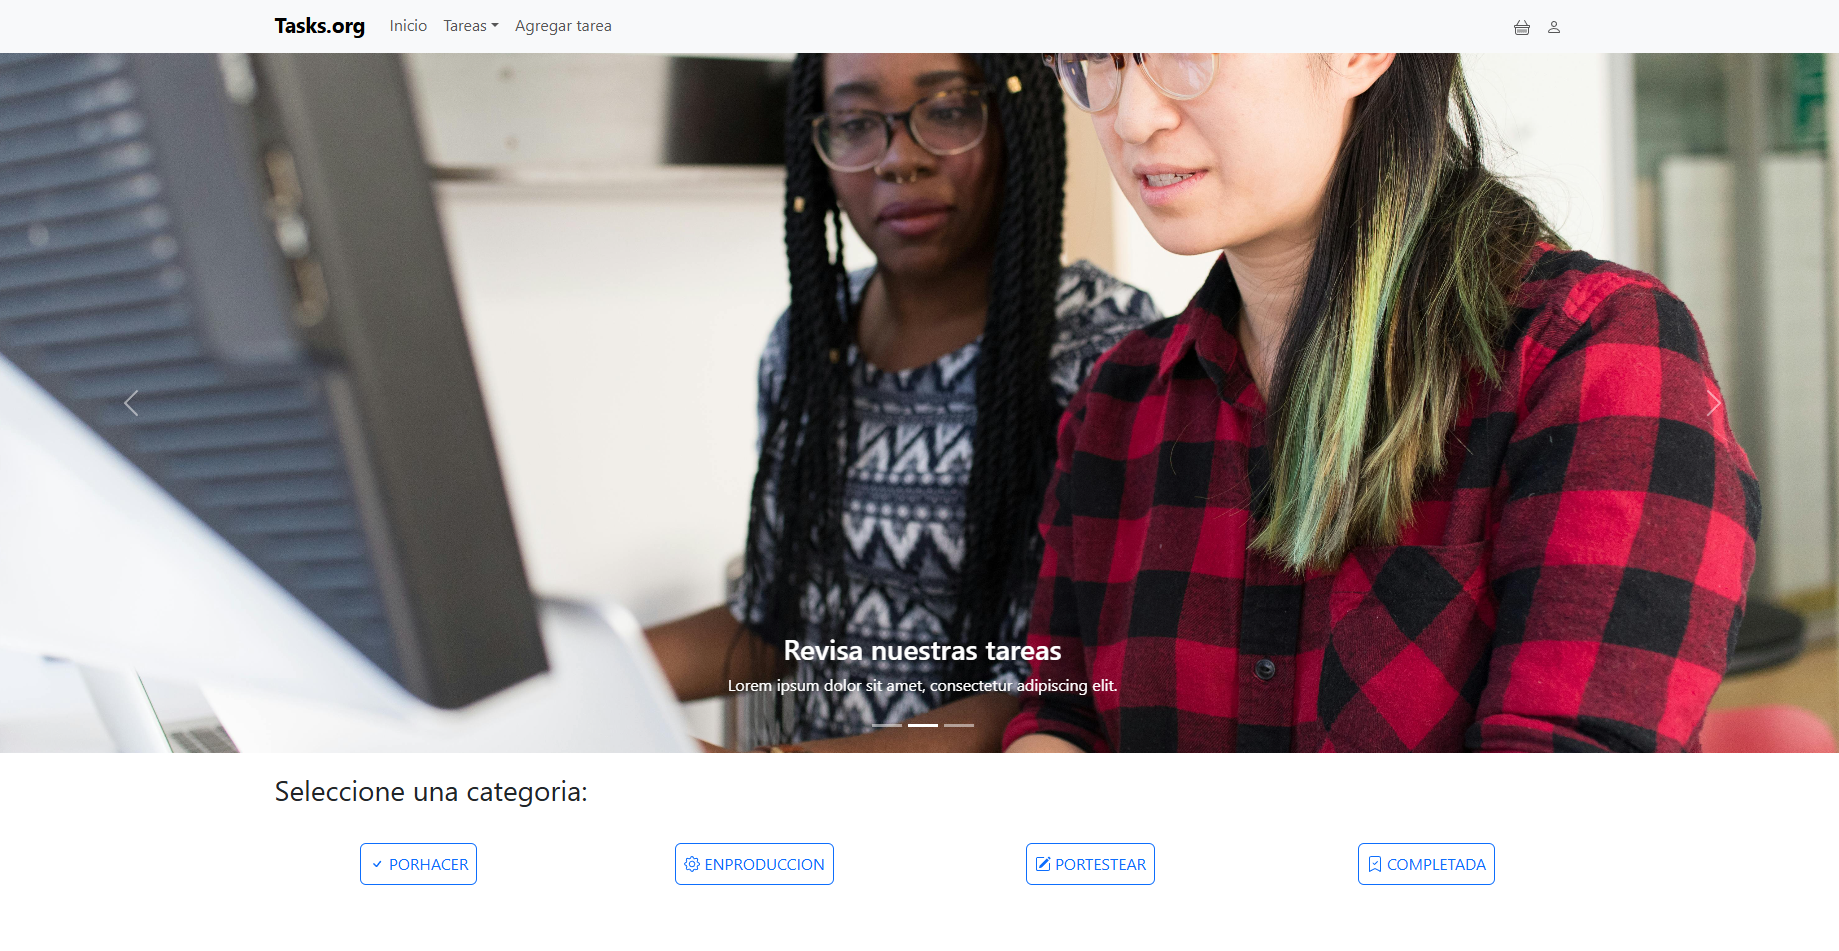 Tasks.org
Inicio
Tareas
Agregar tarea
Revisa nuestras tareas
Lorem ipsum dolor sit amet, consectetur adipiscing elit.
Seleccione una categoria:
PORHACER
ENPRODUCCION
PORTESTEAR
COMPLETADA